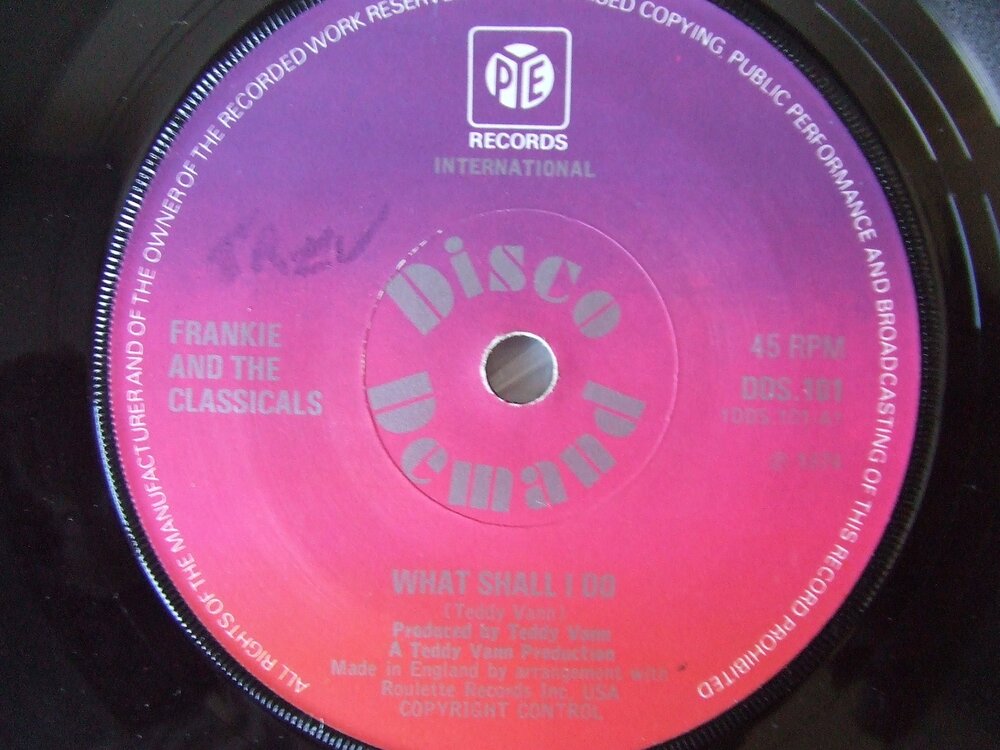 ALL RIGHTS OF THE MANUFACTURER AND OF THE OWNER OF THE RECORDED WORK RESERVED COPYING, PUBLIC PERFORMANCE AND BROADCASTING OF THIS RECORD PROHIBITED
PYE
RECORDS
INTERNATIONAL
Disco
Demand
FRANKIE
AND THE
CLASSICALS
45 RPM
DDS.101
WHAT SHALL I DO
(Teddy Vann)
Produced by Teddy Vann
A Teddy Vann Production
Made in England by arrangement with
Roulette Records Inc. USA
COPYRIGHT CONTROL